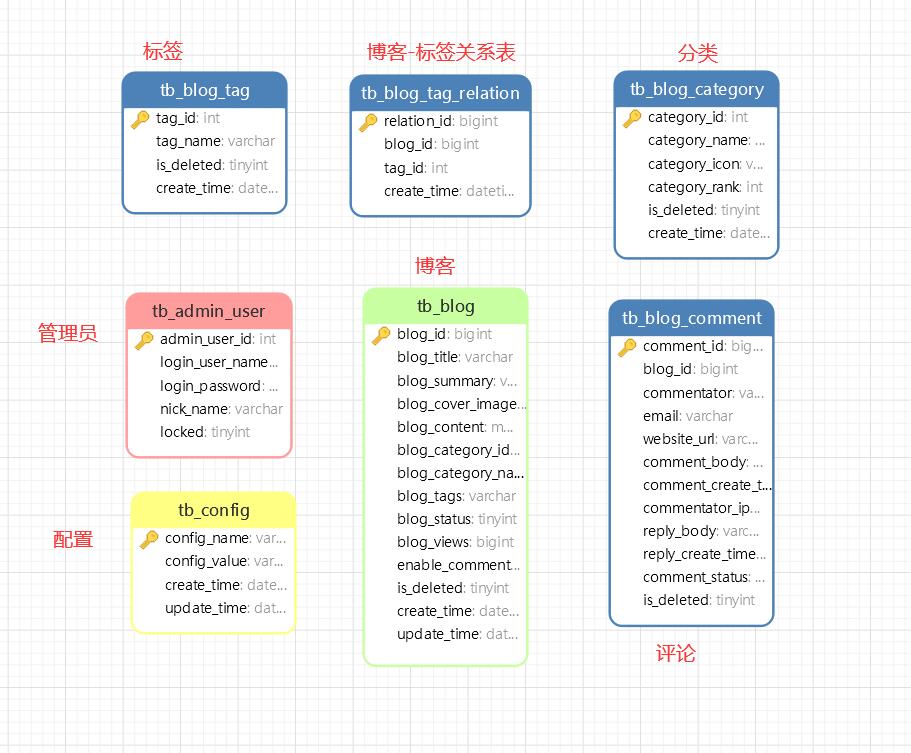 标签
tb_blog_tag
tag_id: int
tag_name: varchar
is_deleted: tinyint
create_time: date...
博客-标签关系表
tb_blog_tag_relation
relation_id: bigint
blog_id: bigint
tag_id: int
create_time: dateti...
分类
tb_blog_category
category_id: int
category_name: ...
category_icon: v...
category_rank: int
is_deleted: tinyint
create_time: date...
管理员
tb_admin_user
admin_user_id: int
login_user_name...
login_password: ...
nick_name: varchar
locked: tinyint
博客
tb_blog
blog_id: bigint
blog_title: varchar
blog_summary: v...
blog_cover_image...
blog_content: m...
blog_category_id...
blog_category_na...
blog_tags: varchar
blog_status: tinyint
blog_views: bigint
enable_comment...
is_deleted: tinyint
create_time: date...
update_time: dat...
tb_blog_comment
comment_id: big...
blog_id: bigint
commentator: va...
email: varchar
website_url: varc...
comment_body: ...
comment_create_t...
commentator_ip...
reply_body: varc...
reply_create_time...
comment_status: ...
is_deleted: tinyint
评论
配置
tb_config
config_name: var...
config_value: var...
create_time: date...
update_time: dat...